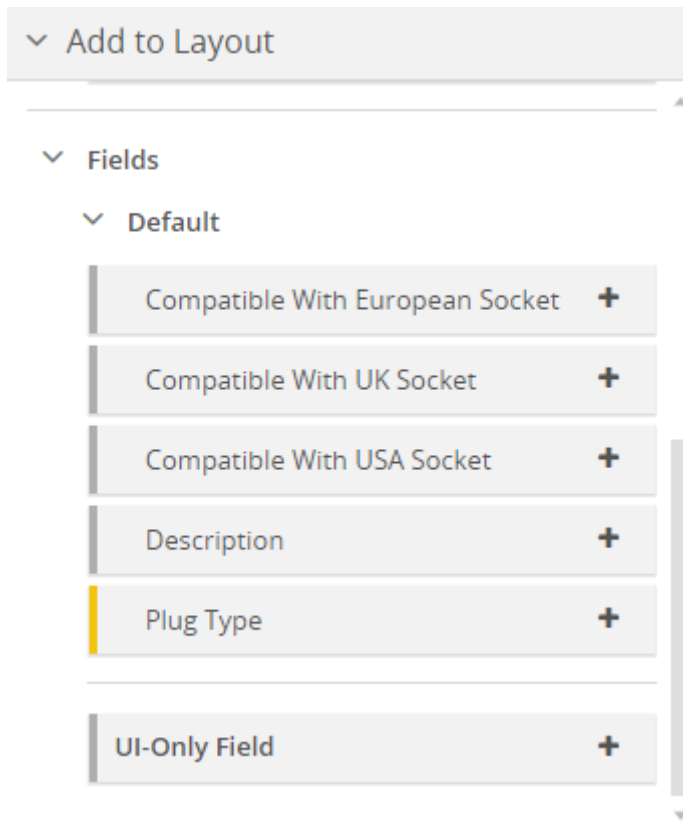 Add to Layout
Fields
Default
Compatible With European Socket
Compatible With UK Socket
Compatible With USA Socket
Description
Plug Type
UI-Only Field